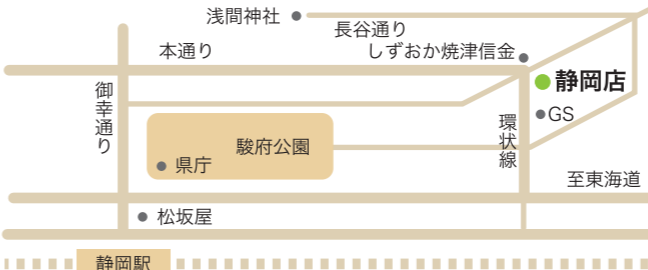 浅間神社
長谷通り
本通り
しずおか焼津信金
静岡店
御幸通り
GS
環状線
駿府公園
県庁
至東海道
松坂屋
静岡駅